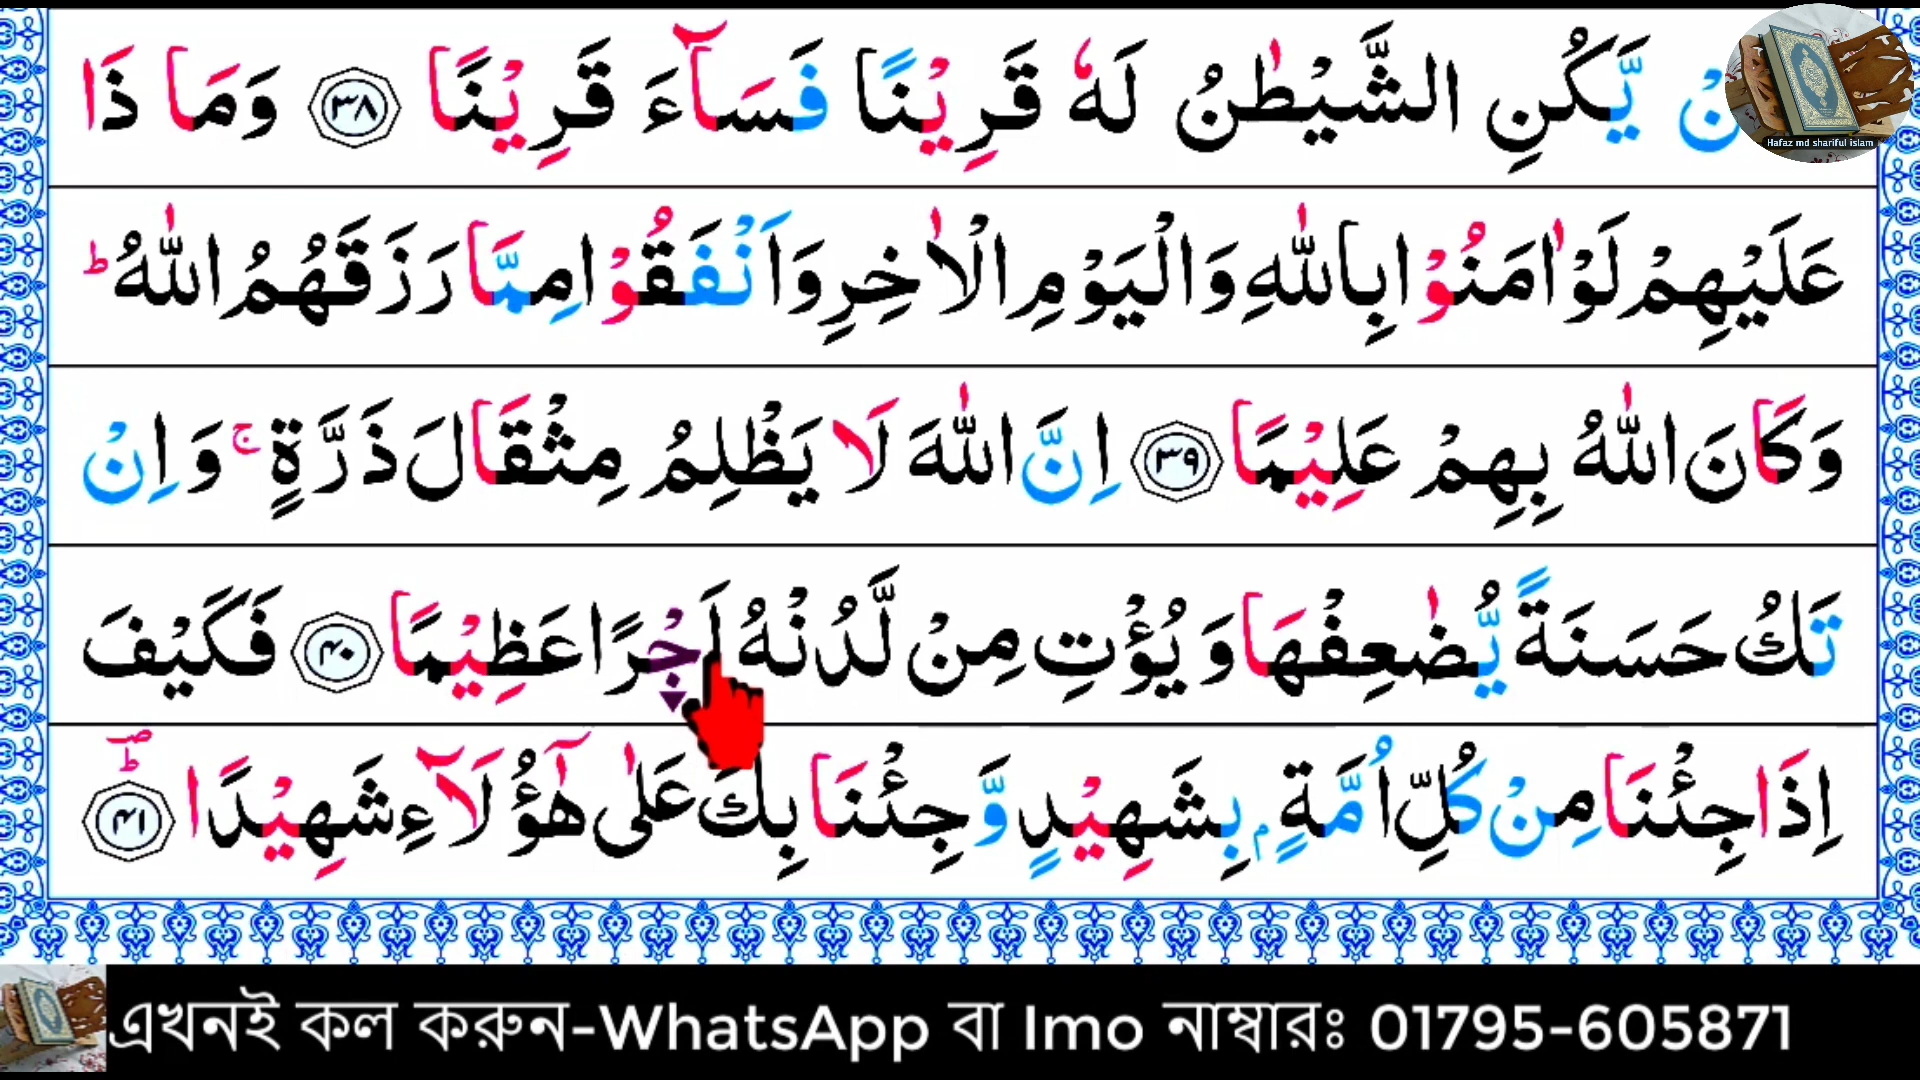 نْ يَّكُنِ الشَّيْطٰنُ لَهٗ قَرِيْنًا فَسَآءَ قَرِيْنًا ﴿٣٨﴾ وَمَا ذَا
Hafaz md shariful islam
عَلَيْهِمْ لَوْ اٰمَنُوْا بِاللّٰهِ وَالْيَوْمِ الْاٰخِرِ وَاَنْفَقُوْا مِمَّا رَزَقَهُمُ اللّٰهُ ؕ
وَكَانَ اللّٰهُ بِهِمْ عَلِيْمًا ﴿٣٩﴾ اِنَّ اللّٰهَ لَا يَظْلِمُ مِثْقَالَ ذَرَّةٍ ۚ وَاِنْ
تَكُ حَسَنَةً يُّضٰعِفْهَا وَيُؤْتِ مِنْ لَّدُنْهُ اَجْرًا عَظِيْمًا ﴿٤٠﴾ فَكَيْفَ
اِذَا جِئْنَا مِنْ كُلِّ اُمَّةٍۭ بِشَهِيْدٍ وَّجِئْنَا بِكَ عَلٰى هٰٓؤُلَآءِ شَهِيْدًا ؕؔ ﴿٤١﴾
এখনই কল করুন-WhatsApp বা Imo নাম্বারঃ 01795-605871